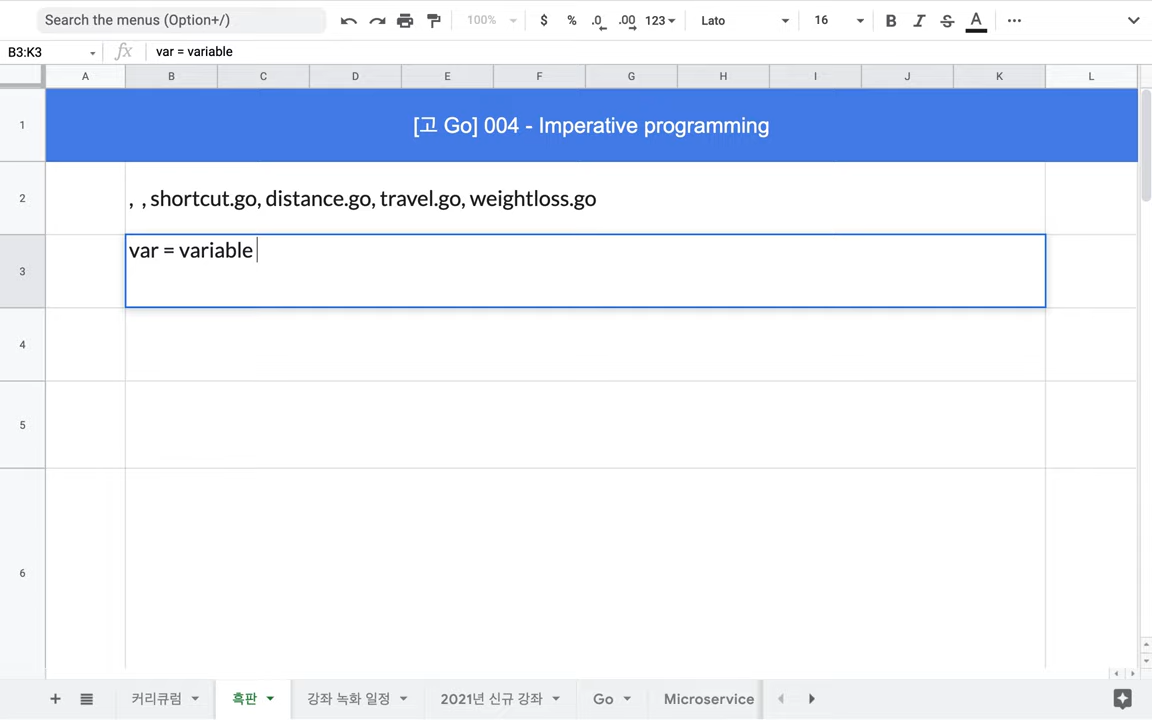 Search the menus (Option+/)
100%
$ % .0 .00 123
Lato
16
B I S A
B3:K3
fx
var = variable
A B C D E F G H I J K L
1
[고 Go] 004 - Imperative programming
2
, , shortcut.go, distance.go, travel.go, weightloss.go
3
var = variable
4
5
6
커리큘럼
흑판
강좌 녹화 일정
2021년 신규 강좌
Go
Microservice